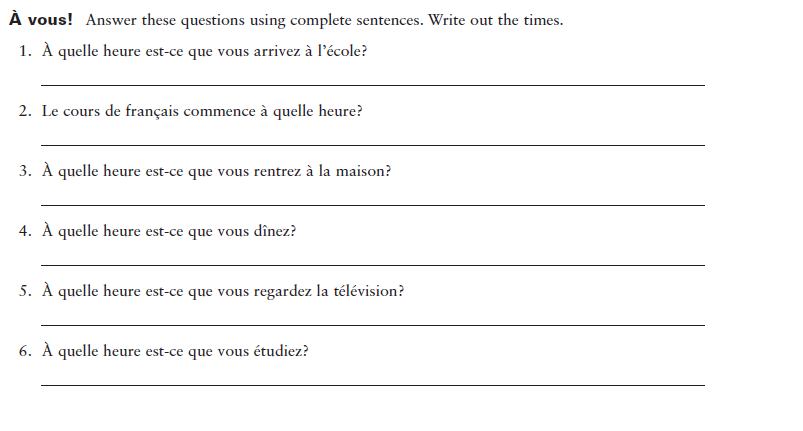 À vous! Answer these questions using complete sentences. Write out the times.
1. À quelle heure est-ce que vous arrivez à l'école?
2. Le cours de français commence à quelle heure?
3. À quelle heure est-ce que vous rentrez à la maison?
4. À quelle heure est-ce que vous dînez?
5. À quelle heure est-ce que vous regardez la télévision?
6. À quelle heure est-ce que vous étudiez?